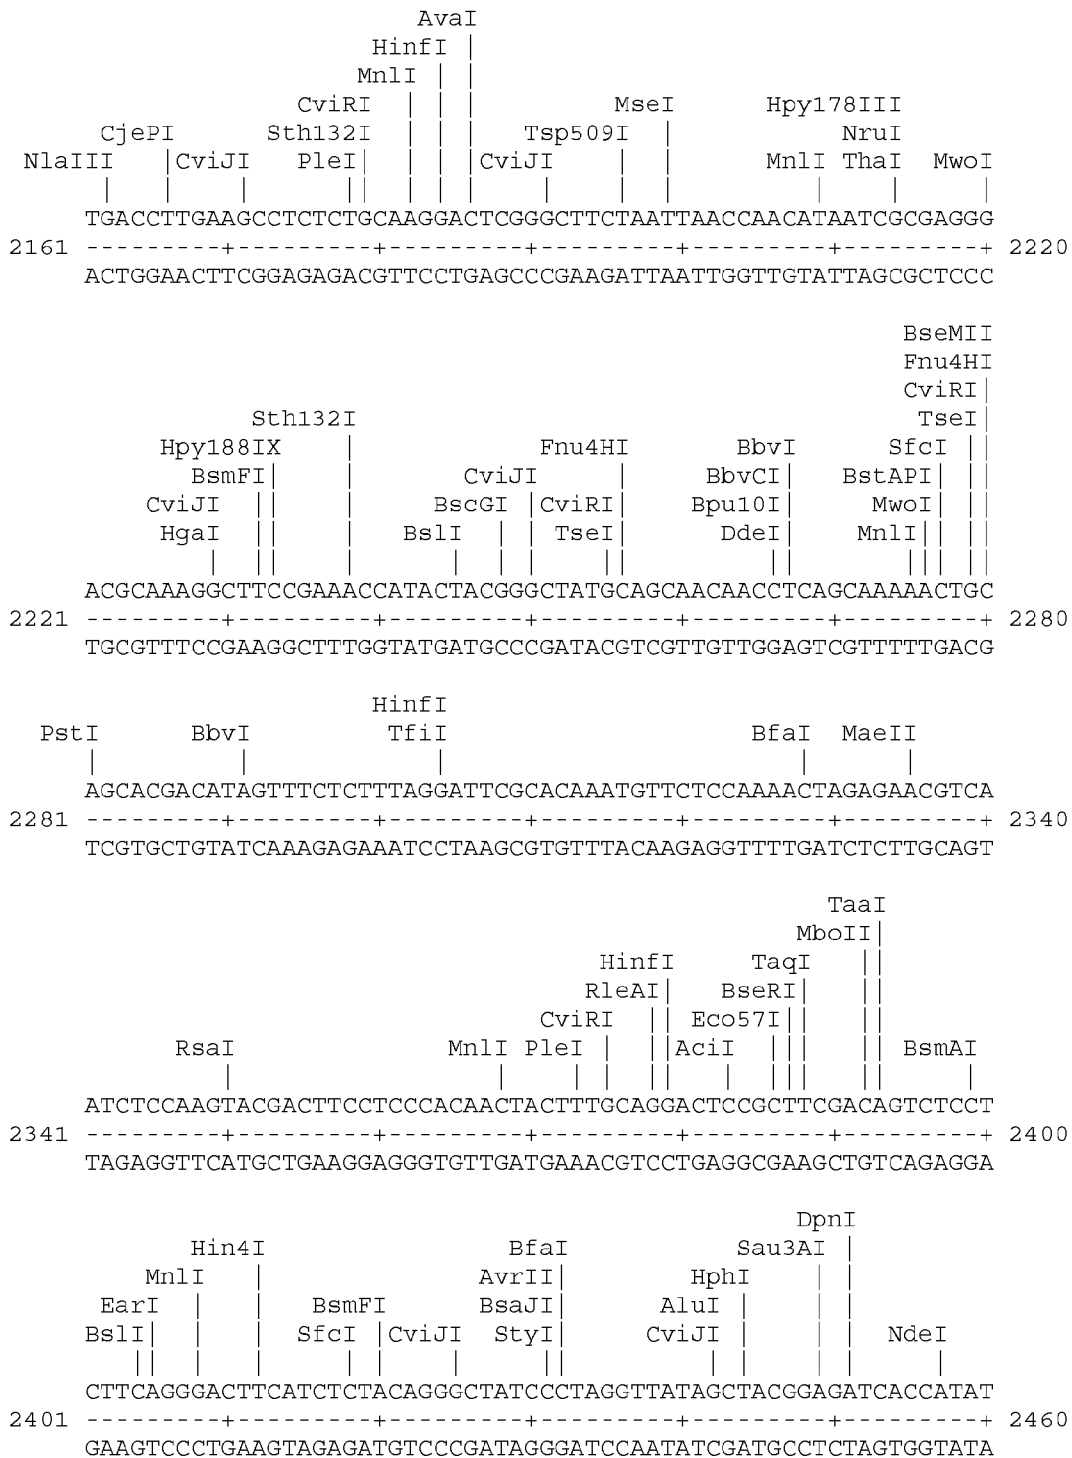 AvaI
HinfI |
MnlI | |
CviRI | | | MseI Hpy178III
CjePI Sth132I | | | Tsp509I | NruI
NlaIII |CviJI PleI| | | |CviJI | | MnlI ThaI MwoI
| | | || | | | | | | | | |
TGACCTTGAAGCCTCTCTGCAAGGACTCGGGCTTCTAATTAACCAACATAATCGCGAGGG
2161 ---------+---------+---------+---------+---------+---------+ 2220
ACTGGAACTTCGGAGAGACGTTCCTGAGCCCGAAGATTAATTGGTTGTATTAGCGCTCCC
BseMII
Fnu4HI
CviRI|
Sth132I TseI|
Hpy188IX | Fnu4HI BbvI SfcI ||
BsmFI| | CviJI | BbvCI| BstAPI| ||
CviJI || | BscGI |CviRI| Bpu10I| MwoI| ||
HgaI || | BslI | | TseI| DdeI| MnlI|| ||
| || | | | | || || ||| ||
ACGCAAAGGCTTCCGAAACCATACTACGGGCTATGCAGCAACAACCTCAGCAAAAACTGC
2221 ---------+---------+---------+---------+---------+---------+ 2280
TGCGTTTCCGAAGGCTTTGGTATGATGCCCGATACGTCGTTGTTGGAGTCGTTTTTGACG
HinfI
PstI BbvI TfiI BfaI MaeII
| | | | |
AGCACGACATAGTTTCTCTTTAGGATTCGCACAAATGTTCTCCAAAACTAGAGAACGTCA
2281 ---------+---------+---------+---------+---------+---------+ 2340
TCGTGCTGTATCAAAGAGAAATCCTAAGCGTGTTTACAAGAGGTTTTGATCTCTTGCAGT
TaaI
MboII|
HinfI TaqI ||
RleAI| BseRI| ||
CviRI || Eco57I|| ||
RsaI MnlI PleI | ||AciI ||| || BsmAI
| | | | || | ||| || |
ATCTCCAAGTACGACTTCCTCCCACAACTACTTTGCAGGACTCCGCTTCGACAGTCTCCT
2341 ---------+---------+---------+---------+---------+---------+ 2400
TAGAGGTTCATGCTGAAGGAGGGTGTTGATGAAACGTCCTGAGGCGAAGCTGTCAGAGGA
DpnI
Hin4I BfaI Sau3AI |
MnlI | AvrII| HphI | |
EarI | | BsmFI BsaJI| AluI | | |
BslI| | | SfcI |CviJI StyI| CviJI | | | NdeI
|| | | | | | || | | | | |
CTTCAGGGACTTCATCTCTACAGGGCTATCCCTAGGTTATAGCTACGGAGATCACCATAT
2401 ---------+---------+---------+---------+---------+---------+ 2460
GAAGTCCCTGAAGTAGAGATGTCCCGATAGGGATCCAATATCGATGCCTCTAGTGGTATA